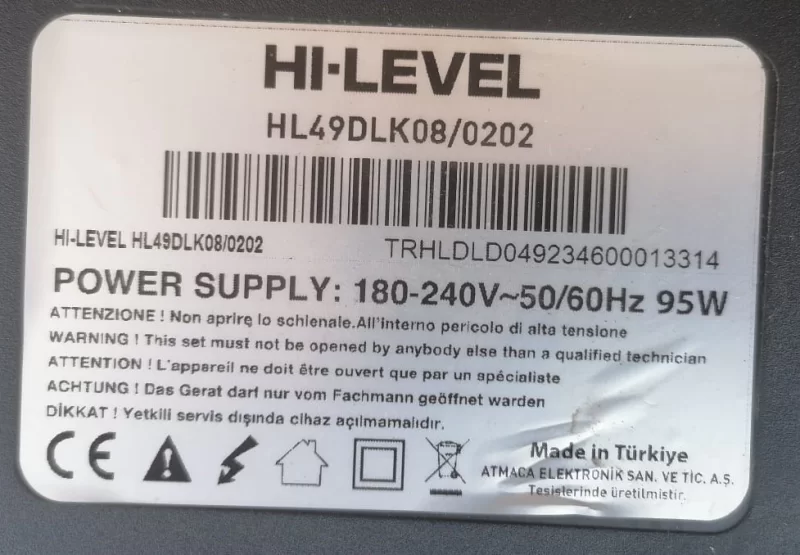 HI-LEVEL
HL49DLK08/0202
HI-LEVEL HL49DLK08/0202
TRHLDLD049234600013314
POWER SUPPLY: 180-240V~50/60Hz 95W
ATTENZIONE ! Non aprire lo schienale.All'interno pericolo di alta tensione
WARNING ! This set must not be opened by anybody else than a qualified technician
ATTENTION ! L'appareil ne doit être ouvert que par un spécialiste
ACHTUNG ! Das Gerat darf nur vom Fachmann geöffnet warden
DİKKAT ! Yetkili servis dışında cihaz açılmamalıdır.
CE
Made in Türkiye
ATMACA ELEKTRONİK SAN. VE TİC. A.Ş.
Tesislerinde üretilmistir.